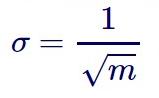 σ = 1/√m